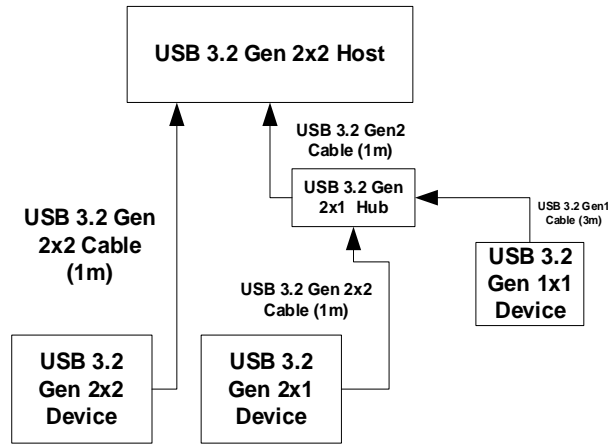 USB 3.2 Gen 2x2 Host
USB 3.2 Gen2
Cable (1m)
USB 3.2 Gen
2x1 Hub
USB 3.2 Gen1
Cable (3m)
USB 3.2 Gen
2x2 Cable
(1m)
USB 3.2
Gen 1x1
Device
USB 3.2 Gen 2x2
Cable (1m)
USB 3.2
Gen 2x2
Device
USB 3.2
Gen 2x1
Device